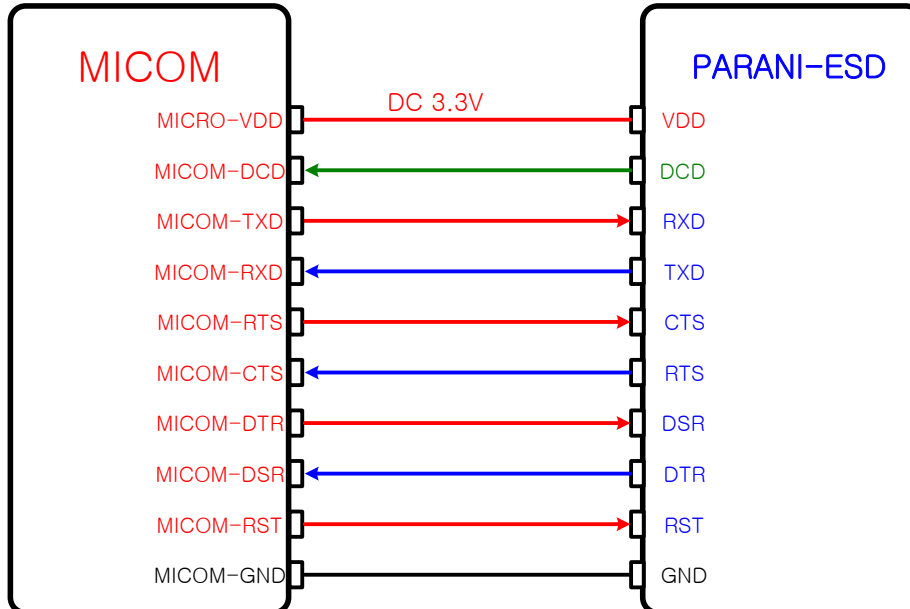 MICOM
PARANI-ESD
DC 3.3V
MICRO-VDD
VDD
MICOM-DCD
DCD
MICOM-TXD
RXD
MICOM-RXD
TXD
MICOM-RTS
CTS
MICOM-CTS
RTS
MICOM-DTR
DSR
MICOM-DSR
DTR
MICOM-RST
RST
MICOM-GND
GND